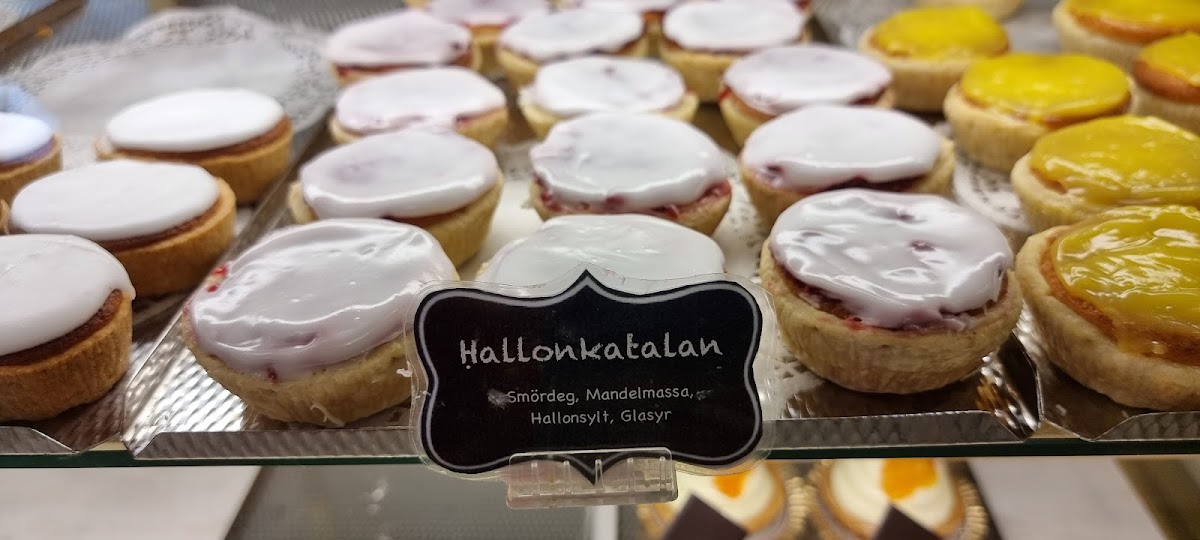 Hallonkatalan
Smördeg, Mandelmassa,
Hallonsylt, Glasyr